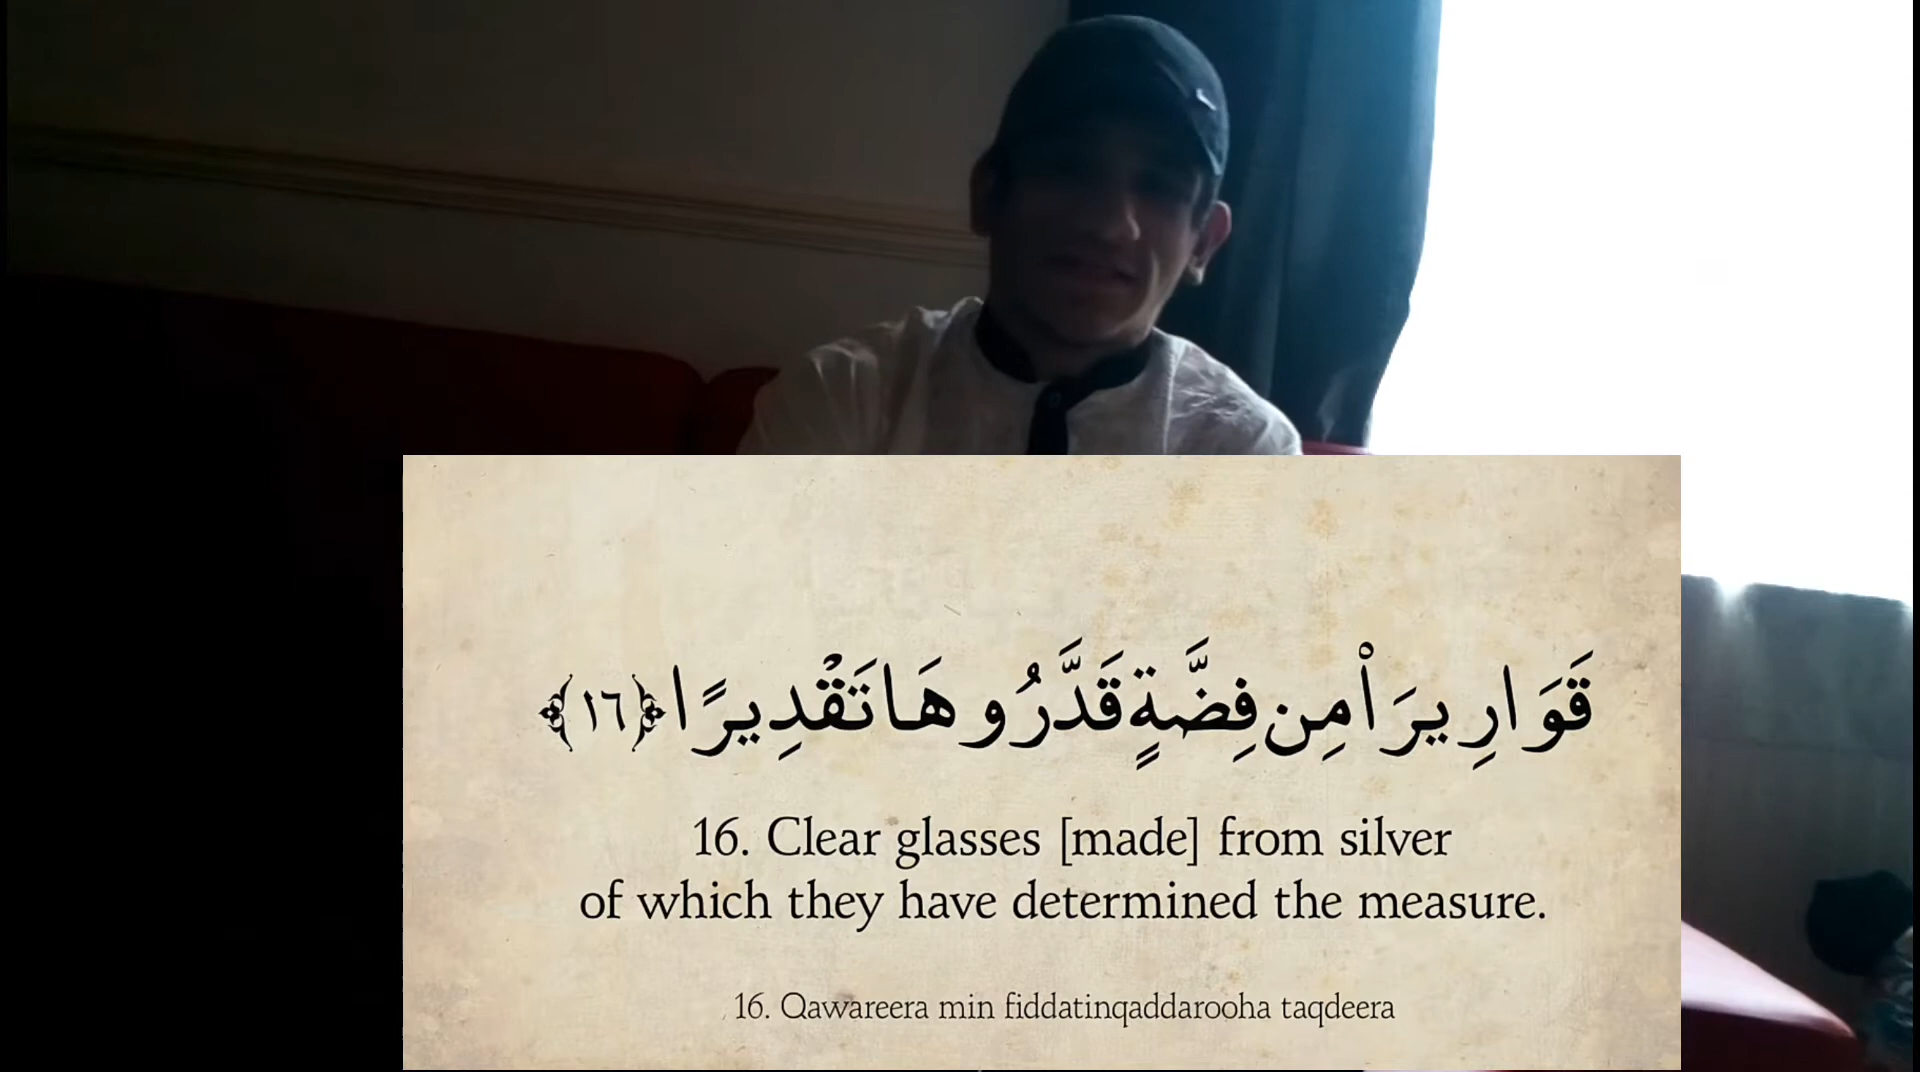 قَوَارِيرَا۟ مِن فِضَّةٍ قَدَّرُوهَا تَقْدِيرًا ﴿١٦﴾
16. Clear glasses [made] from silver
of which they have determined the measure.
16. Qawareera min fiddatinqaddarooha taqdeera